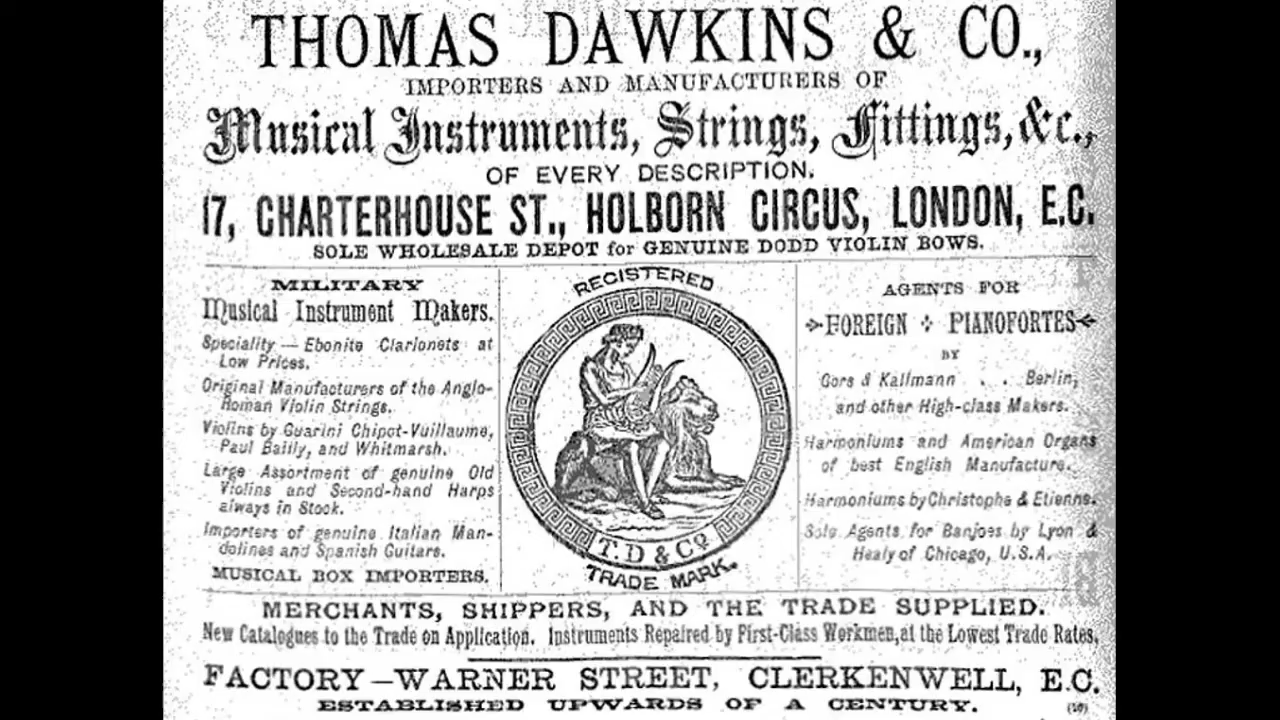 THOMAS DAWKINS & CO.,
IMPORTERS AND MANUFACTURERS OF
Musical Instruments, Strings, Fittings, &c.,
OF EVERY DESCRIPTION.
17, CHARTERHOUSE ST., HOLBORN CIRCUS, LONDON, E.C.
SOLE WHOLESALE DEPOT for GENUINE DODD VIOLIN BOWS.
MILITARY
Musical Instrument Makers.
Speciality — Ebonite Clarionets at
Low Prices.
Original Manufacturers of the Anglo-
Roman Violin Strings.
Violins by Guarini Chipot-Vuillaume,
Paul Bailly, and Whitmarsh.
Large Assortment of genuine Old
Violins and Second-hand Harps
always in Stock.
Importers of genuine Italian Man-
dolines and Spanish Guitars.
MUSICAL BOX IMPORTERS.
REGISTERED
T. D & Co
TRADE MARK.
AGENTS FOR
FOREIGN PIANOFORTES
BY
Gors & Kallmann . . Berlin,
and other High-class Makers.
Harmoniums and American Organs
of best English Manufacture.
Harmoniums by Christophe & Etienne.
Sole Agents for Banjoes by Lyon &
Healy of Chicago, U.S.A.
MERCHANTS, SHIPPERS, AND THE TRADE SUPPLIED.
New Catalogues to the Trade on Application. Instruments Repaired by First-Class Workmen, at the Lowest Trade Rates.
FACTORY — WARNER STREET, CLERKENWELL, E.C.
ESTABLISHED UPWARDS OF A CENTURY.